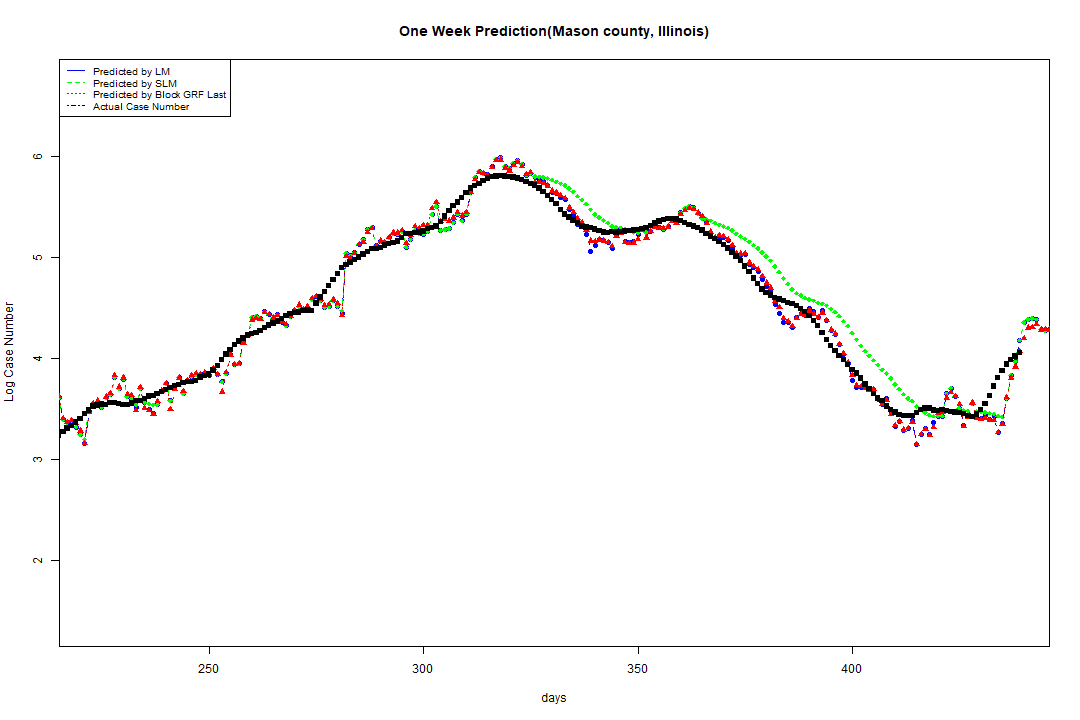 One Week Prediction(Mason county, Illinois)
Predicted by LM
Predicted by SLM
Predicted by Block GRF Last
Actual Case Number
6
5
4
3
2
Log Case Number
250 300 350 400
days